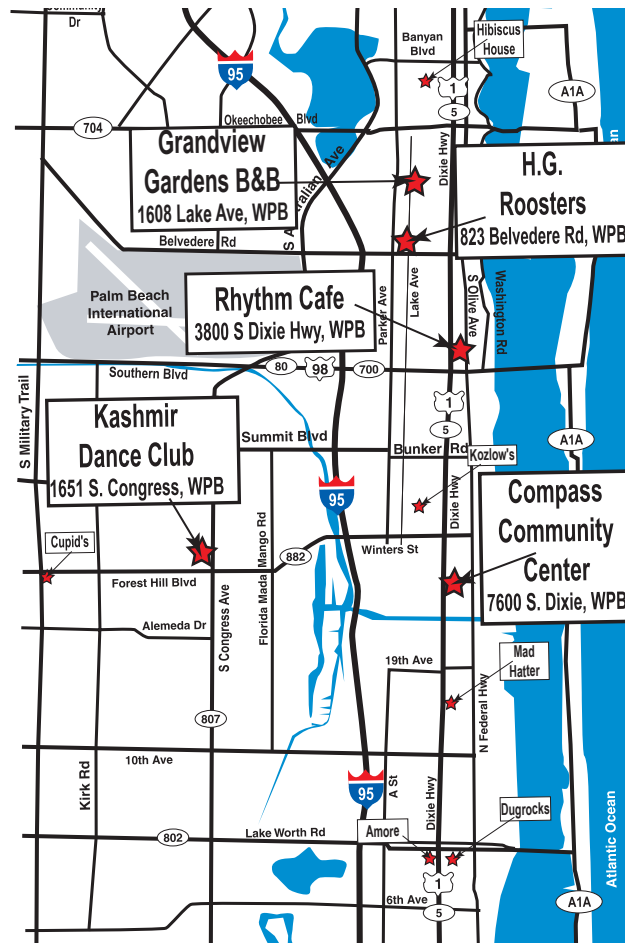 Community
Dr
Banyan
Blvd
Hibiscus
House
95
1
5
A1A
704
Okeechobee Blvd
Grandview
Gardens B&B
1608 Lake Ave, WPB
Dixie Hwy
H.G.
Roosters
823 Belvedere Rd, WPB
Belvedere Rd
Palm Beach
International
Airport
Rhythm Cafe
3800 S Dixie Hwy, WPB
Parker Ave
Lake Ave
S Olive Ave
Washington Rd
80
98
700
Southern Blvd
S Military Trail
1
5
A1A
Kashmir
Dance Club
1651 S. Congress, WPB
Summit Blvd
Bunker Rd
Kozlow's
95
Dixie Hwy
Compass
Community
Center
7600 S. Dixie, WPB
Cupid's
Florida Mada Mango Rd
882
Winters St
Forest Hill Blvd
Alemeda Dr
S Congress Ave
19th Ave
Mad
Hatter
N Federal Hwy
807
10th Ave
Kirk Rd
95
A St
Dixie Hwy
Dugrocks
Atlantic Ocean
802
Lake Worth Rd
Amore
1
5
6th Ave
A1A